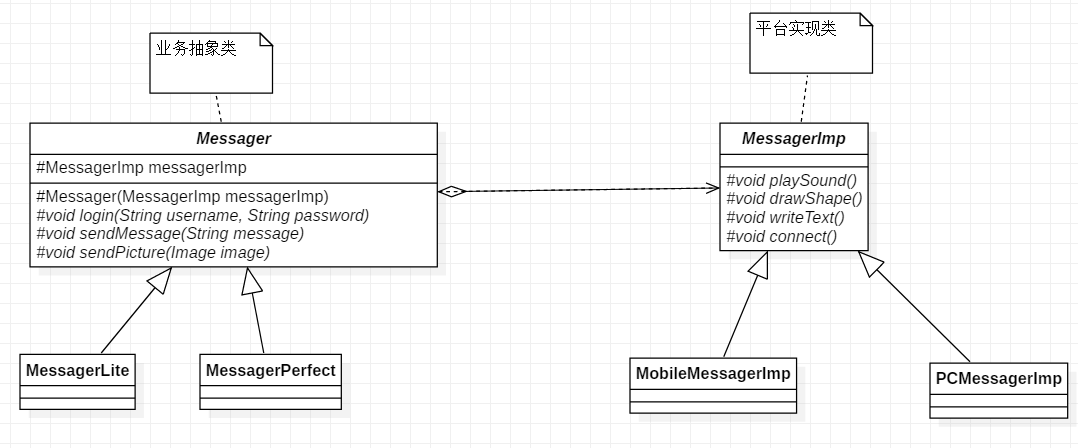 业务抽象类
平台实现类
Messager
#MessagerImp messagerImp
#Messager(MessagerImp messagerImp)
#void login(String username, String password)
#void sendMessage(String message)
#void sendPicture(Image image)
MessagerImp
#void playSound()
#void drawShape()
#void writeText()
#void connect()
MessagerLite
MessagerPerfect
MobileMessagerImp
PCMessagerImp